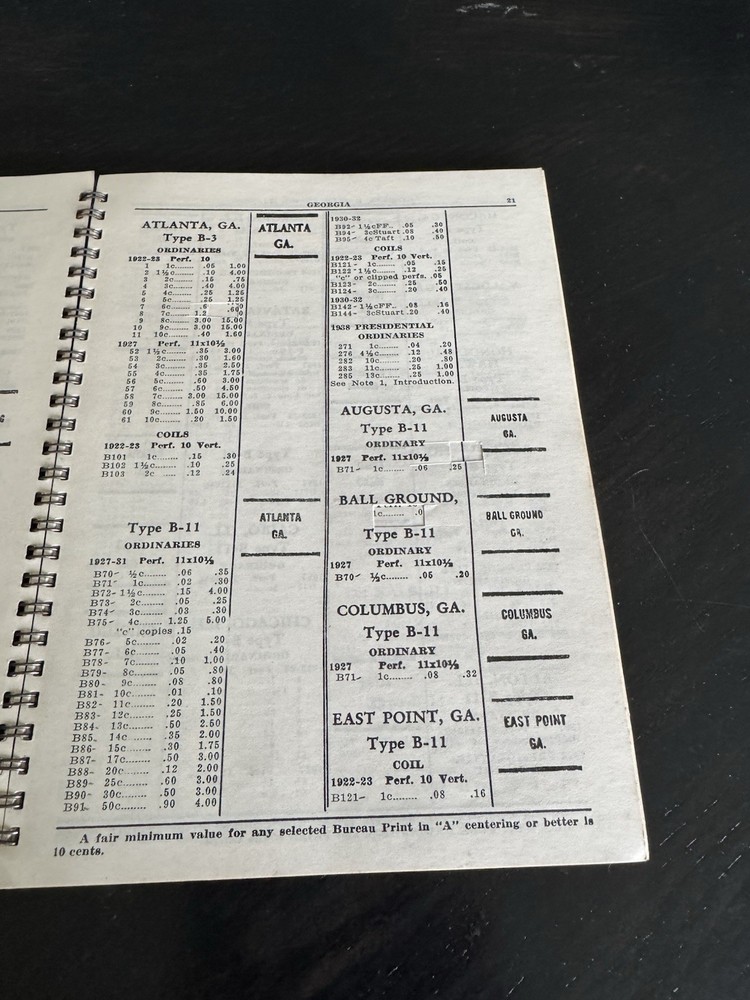 GEORGIA 21
ATLANTA, GA.
Type B-3
ORDINARIES
1922-23 Perf. 10
1 1c........ .05 1.00
2 1½c....... .10 4.00
3 2c........ .15 .75
4 3c........ .40 4.00
5 4c........ .25 1.25
6 5c........ .25 1.25
7 6c........
8 7c........
9 8c........ 3.00 15.00
10 9c........ 3.00 15.00
11 10c........ .40 1.60
1927 Perf. 11x10½
52 1½c....... .35 3.00
53 2c........ .30 1.60
54 3c........ .35 2.50
55 4c........ .35 1.75
56 5c........ .60 3.00
57 6c........ .50 4.50
58 7c........ 3.00 15.00
59 8c........ .85 6.00
60 9c........ 1.50 10.00
61 10c........ .20 1.50
COILS
1922-23 Perf. 10 Vert.
B101 1c........ .15 .30
B102 1½c....... .10 .25
B103 2c........ .12 .24
Type B-11
ORDINARIES
1927-31 Perf. 11x10½
B70- ½c........ .06 .35
B71- 1c........ .02 .30
B72- 1½c....... .15 4.00
B73- 2c........ .05 .25
B74- 3c........ .03 .30
B75- 4c........ 1.25 5.00
"c" copies .15
B76- 5c........ .02 .20
B77- 6c........ .05 .40
B78- 7c........ .10 1.00
B79- 8c........ .05 .80
B80- 9c........ .08 .80
B81- 10c........ .01 .10
B82- 11c........ .20 1.50
B83- 12c........ .25 1.50
B84- 13c........ .50 2.50
B85- 14c........ .35 2.00
B86- 15c........ .30 1.75
B87- 17c........ .50 3.00
B88- 20c........ .12 2.00
B89- 25c........ .60 3.00
B90- 30c........ .50 3.00
B91- 50c........ .90 4.00
ATLANTA
GA.
ATLANTA
GA.
1930-32
B92- 1½cFF.. .05 .30
B94- 3cStuart .08 .40
B95- 4c Taft .10 .50
COILS
1922-23 Perf. 10 Vert.
B121- 1c........ .05 .15
B122- 1½c....... .12 .25
"c" or clipped perfs. .05
B123- 2c........ .25 .50
B124- 3c........ .20 .40
1930-32
B142- 1½cFF.. .08 .16
B144- 3cStuart .20 .40
1938 PRESIDENTIAL
ORDINARIES
271 1c........ .04 .20
276 4½c....... .12 .48
282 10c........ .20 .80
283 11c........ .25 1.00
285 13c........ .25 1.00
See Note 1, Introduction.
AUGUSTA, GA.
Type B-11
ORDINARY
1927 Perf. 11x10½
B71- 1c........ .06 .25
AUGUSTA
GA.
BALL GROUND,
1c........ .0
Type B-11
ORDINARY
1927 Perf. 11x10½
B70- ½c........ .05 .20
BALL GROUND
GA.
COLUMBUS, GA.
Type B-11
ORDINARY
1927 Perf. 11x10½
B71- 1c........ .08 .32
COLUMBUS
GA.
EAST POINT, GA.
Type B-11
COIL
1922-23 Perf. 10 Vert.
B121- 1c........ .08 .16
EAST POINT
GA.
A fair minimum value for any selected Bureau Print in "A" centering or better is
10 cents.